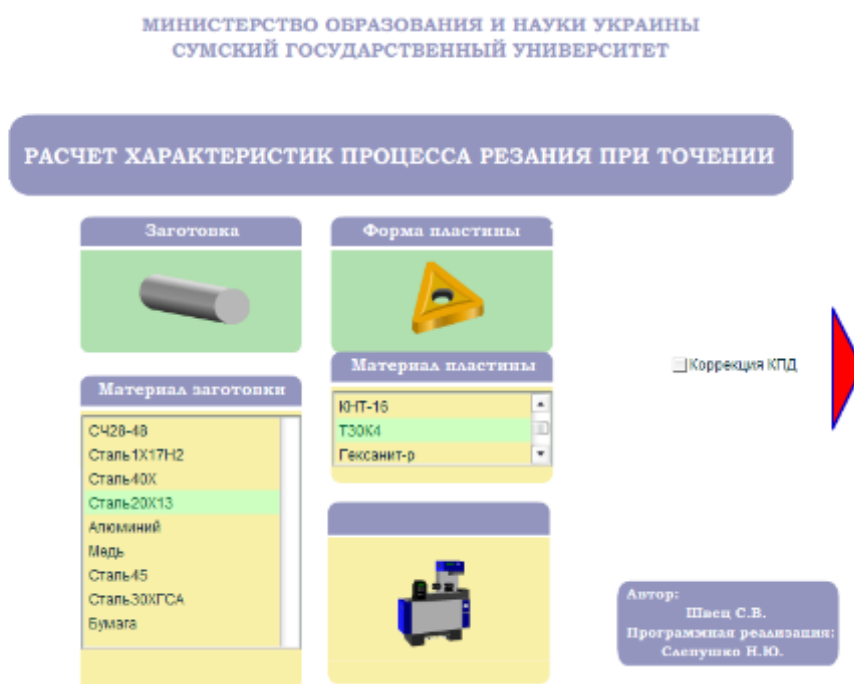 МИНИСТЕРСТВО ОБРАЗОВАНИЯ И НАУКИ УКРАИНЫ
СУМСКИЙ ГОСУДАРСТВЕННЫЙ УНИВЕРСИТЕТ
РАСЧЕТ ХАРАКТЕРИСТИК ПРОЦЕССА РЕЗАНИЯ ПРИ ТОЧЕНИИ
Заготовка
Форма пластины
Материал пластины
КНТ-16
Т30К4
Гексанит-р
Коррекция КПД
Материал заготовки
СЧ28-48
Сталь1Х17Н2
Сталь40Х
Сталь20Х13
Алюминий
Медь
Сталь45
Сталь30ХГСА
Бумага
Автор:
Швец С.В.
Программная реализация:
Слепушко Н.Ю.